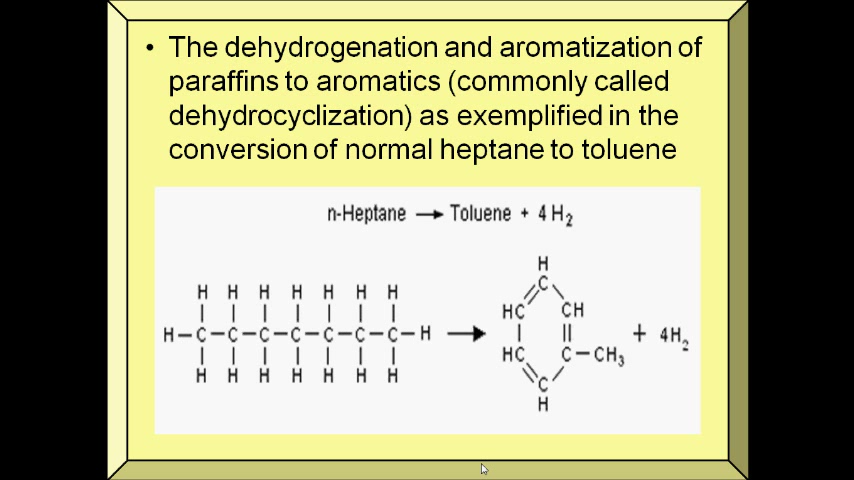 • The dehydrogenation and aromatization of
paraffins to aromatics (commonly called
dehydrocyclization) as exemplified in the
conversion of normal heptane to toluene
n-Heptane → Toluene + 4 H₂
H
H H H H H H H
HC CH
H–C–C–C–C–C–C–C–H → + 4H₂
HC C–CH₃
H H H H H H H
C
H